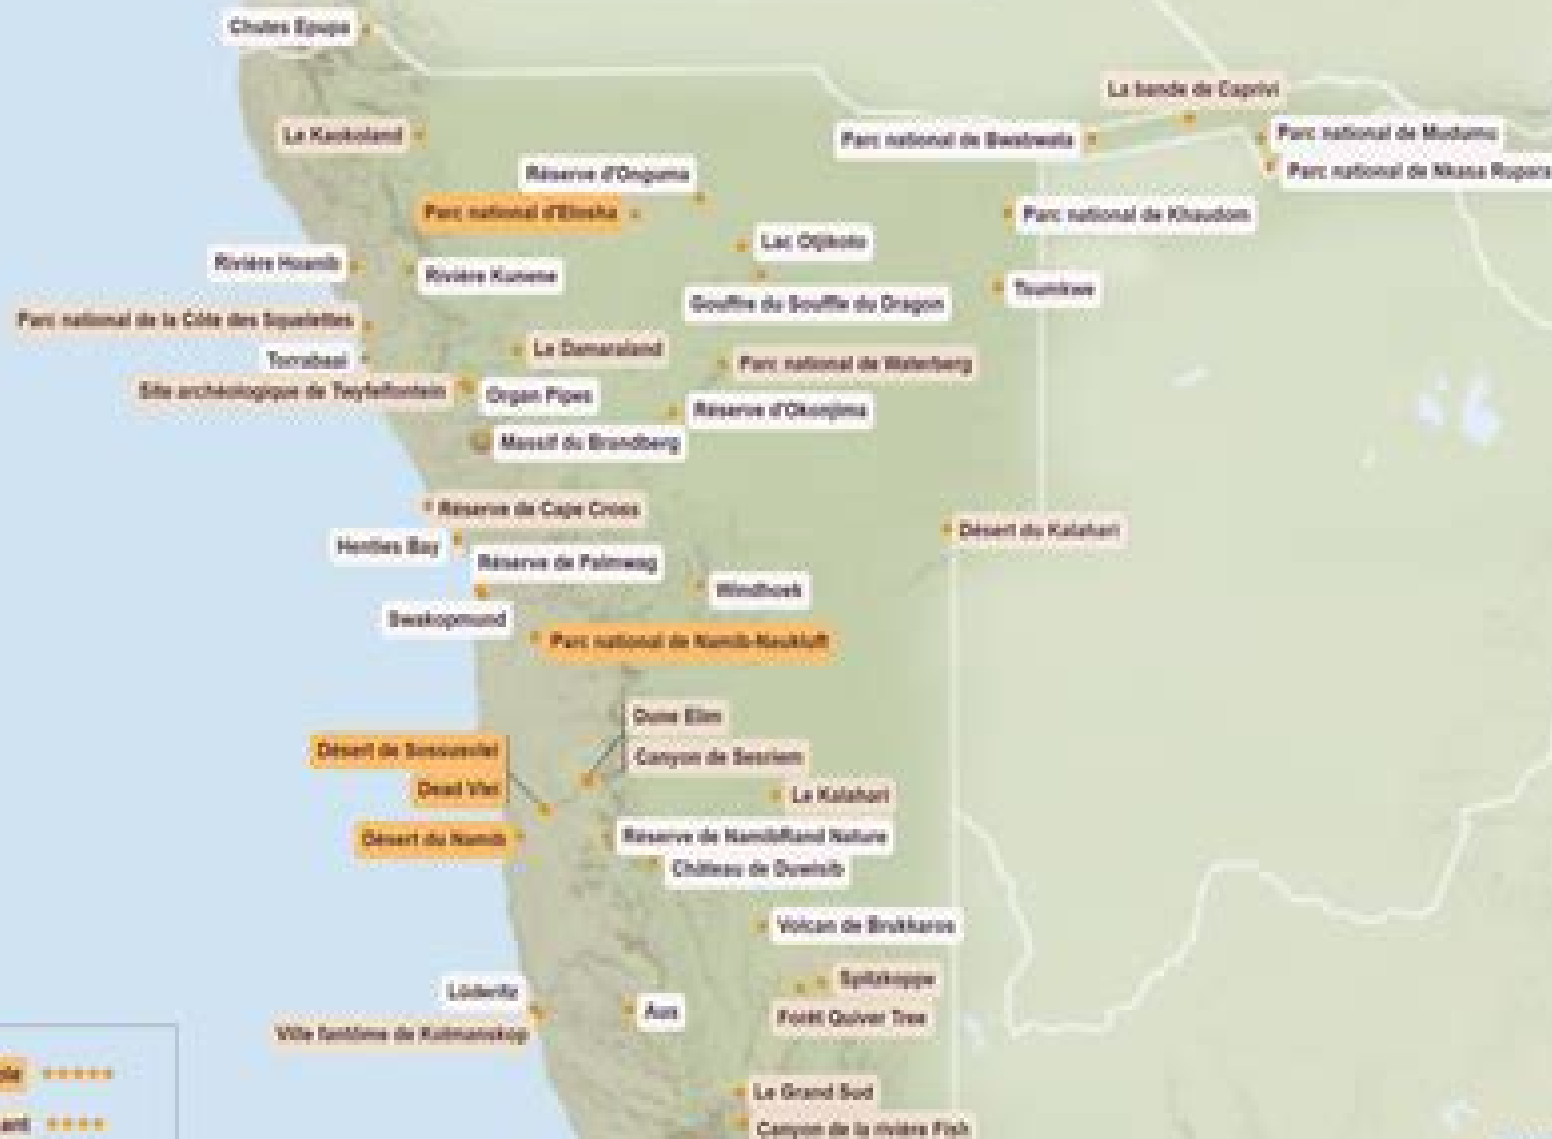 Chutes Epupa
La bande de Caprivi
Le Kaokoland
Parc national de Bwabwata
Parc national de Mudumu
Parc national de Nkasa Rupara
Réserve d'Onguma
Parc national d'Etosha
Parc national de Khaudom
Lac Otjikoto
Rivière Hoanib
Rivière Kunene
Gouffre du Souffle du Dragon
Tsumkwe
Parc national de la Côte des Squelettes
Torrabaai
Le Damaraland
Parc national de Waterberg
Site archéologique de Twyfelfontein
Organ Pipes
Réserve d'Okonjima
Massif du Brandberg
Réserve de Cape Cross
Désert du Kalahari
Henties Bay
Réserve de Palmwag
Windhoek
Swakopmund
Parc national de Namib-Naukluft
Dune Elim
Désert de Sossusvlei
Canyon de Sesriem
Dead Vlei
Le Kalahari
Désert du Namib
Réserve de NamibRand Nature
Château de Duwisib
Volcan de Brukkaros
Spitzkoppe
Lüderitz
Aus
Forêt Quiver Tree
Ville fantôme de Kolmanskop
Le Grand Sud
Canyon de la rivière Fish